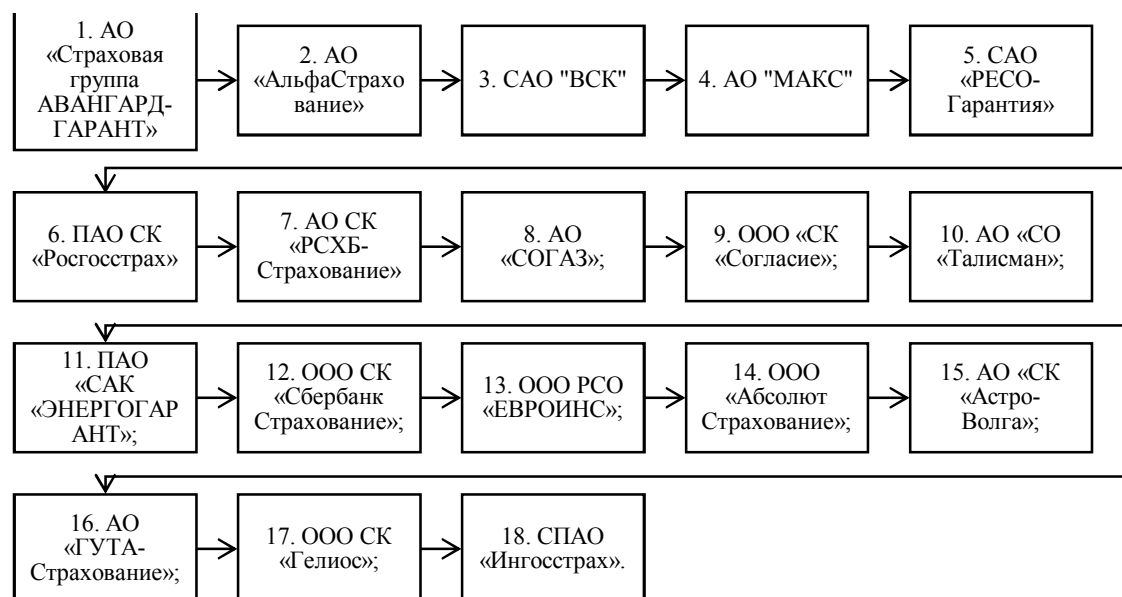 1. АО
«Страховая
группа
АВАНГАРД-
ГАРАНТ»
2. АО
«АльфаСтрахо
вание»
3. САО "ВСК"
4. АО "МАКС"
5. САО
«РЕСО-
Гарантия»
6. ПАО СК
«Росгосстрах»
7. АО СК
«РСХБ-
Страхование»
8. АО
«СОГАЗ»;
9. ООО «СК
«Согласие»;
10. АО «СО
«Талисман»;
11. ПАО
«САК
«ЭНЕРГОГАР
АНТ»;
12. ООО СК
«Сбербанк
Страхование»;
13. ООО РСО
«ЕВРОИНС»;
14. ООО
«Абсолют
Страхование»;
15. АО «СК
«Астро-
Волга»;
16. АО
«ГУТА-
Страхование»;
17. ООО СК
«Гелиос»;
18. СПАО
«Ингосстрах».